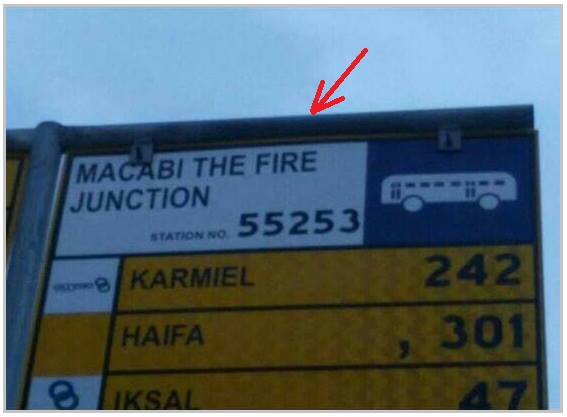 MACABI THE FIRE
JUNCTION
STATION NO. 55253
KARMIEL 242
HAIFA , 301
IKSAL 47